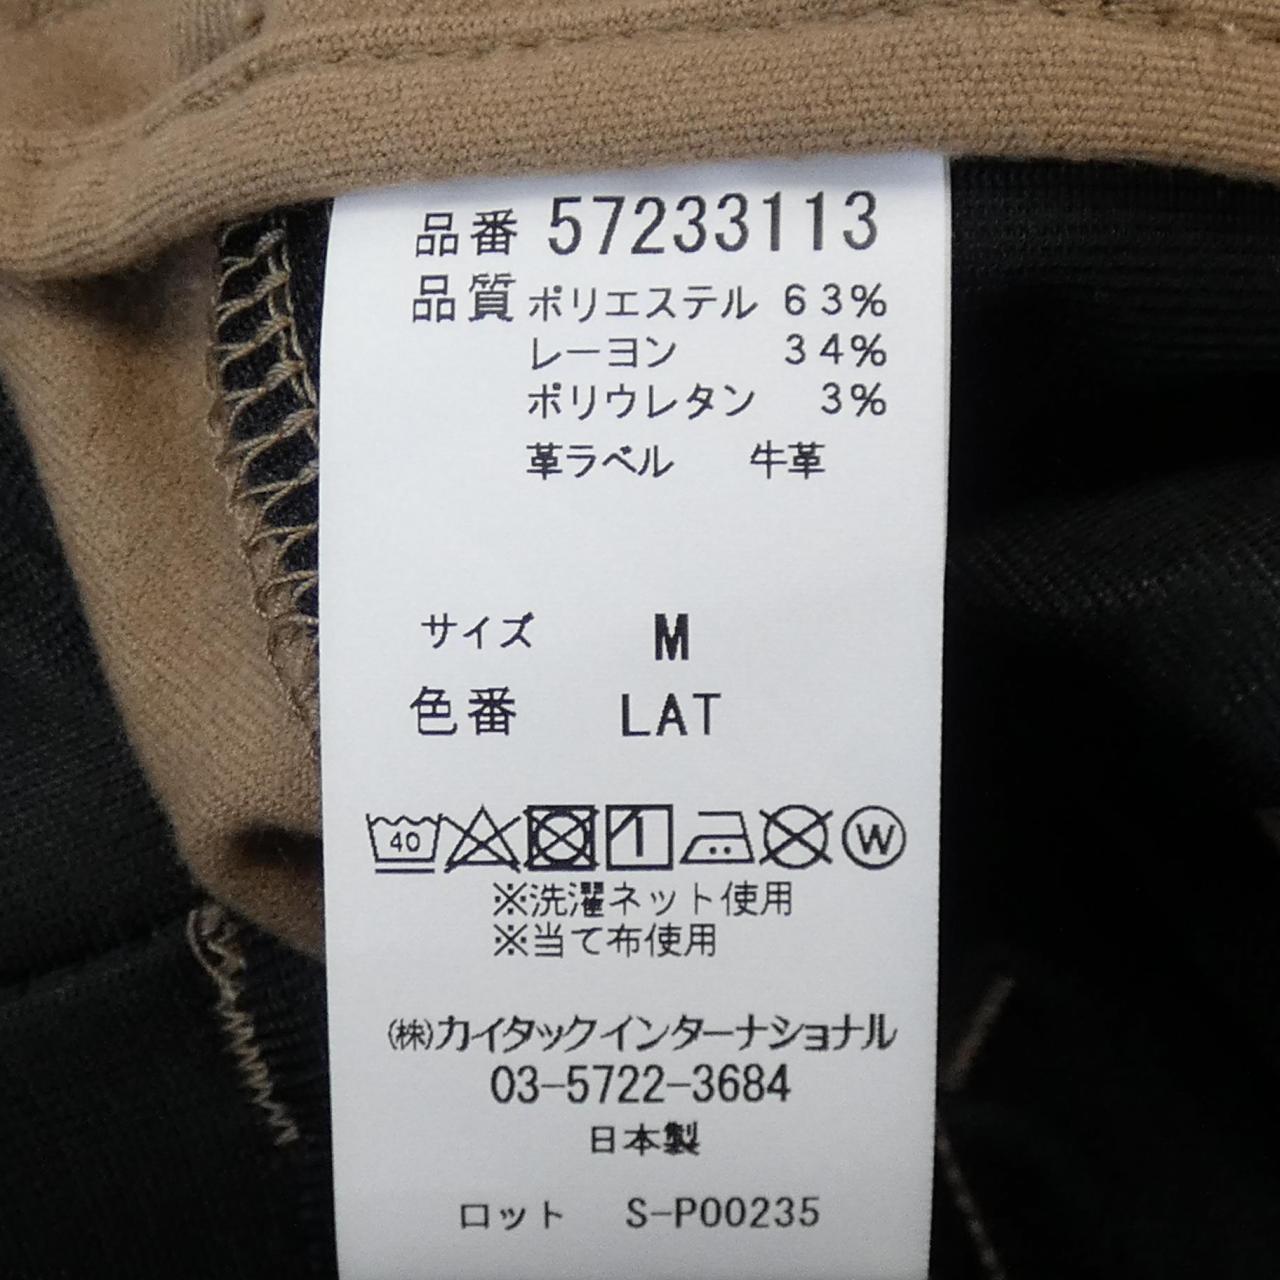 品番 57233113
品質 ポリエステル 63%
レーヨン 34%
ポリウレタン 3%
革ラベル 牛革
サイズ M
色番 LAT
40 1 W
※洗濯ネット使用
※当て布使用
㈱カイタックインターナショナル
03-5722-3684
日本製
ロット S-P00235